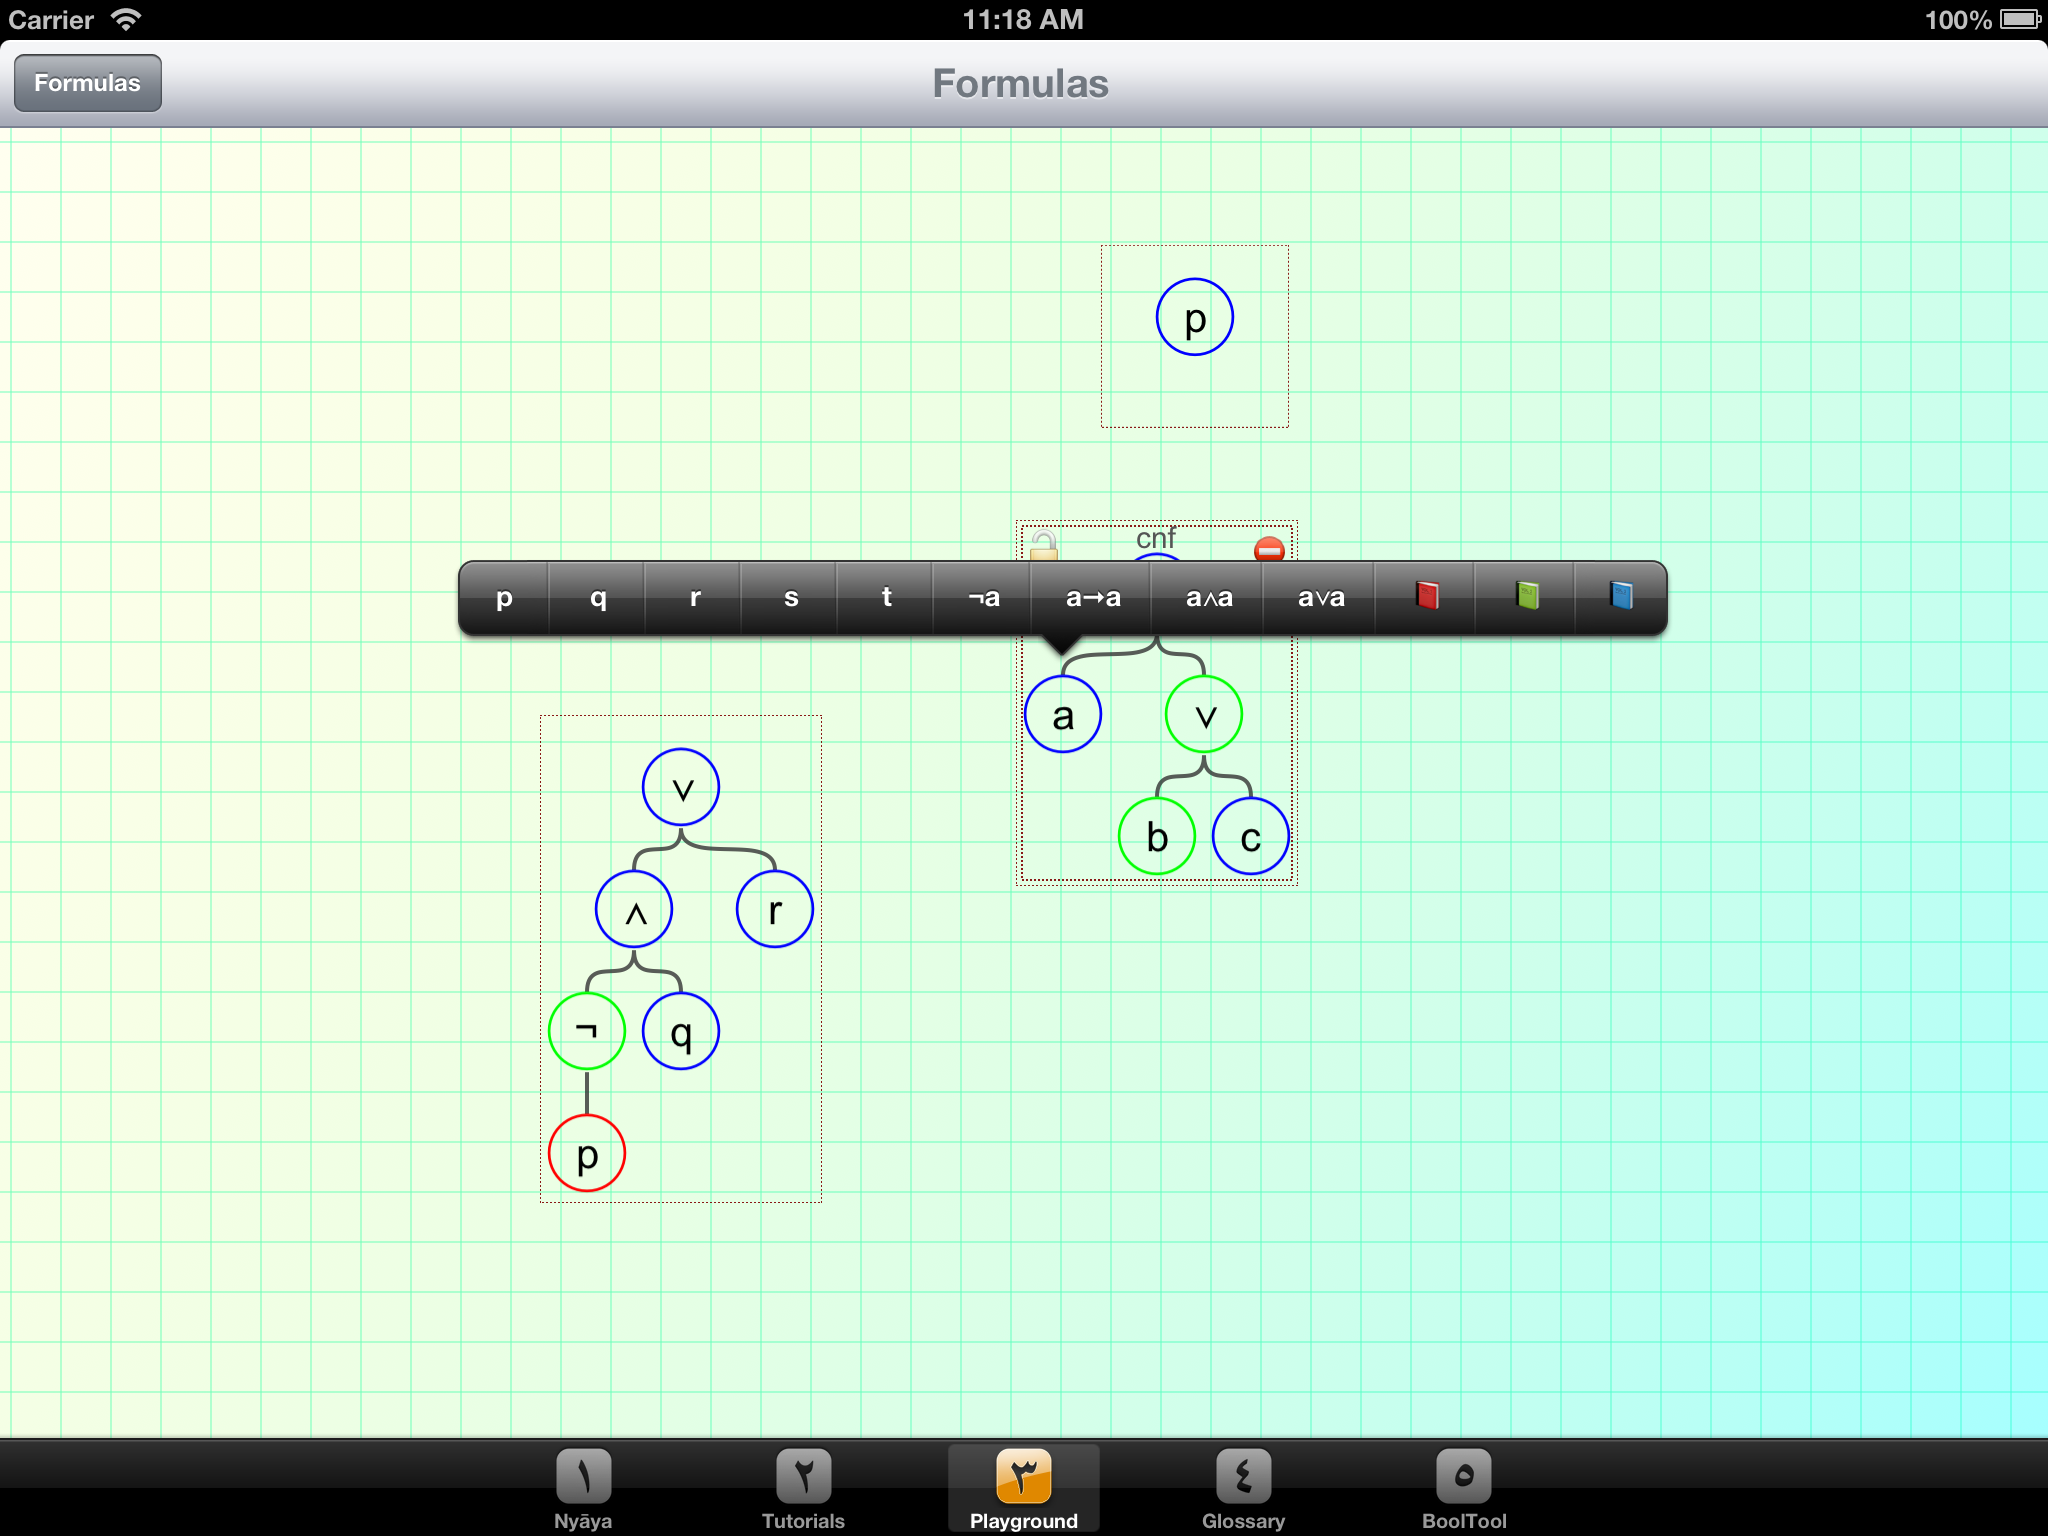 Carrier 11:18 AM 100%
Formulas Formulas
p
cnf
p q r s t ¬a a→a a∧a a∨a
a ∨
∨
b c
∧ r
¬ q
p
١ ٢ ٣ ٤ ٥
Nyāya Tutorials Playground Glossary BoolTool